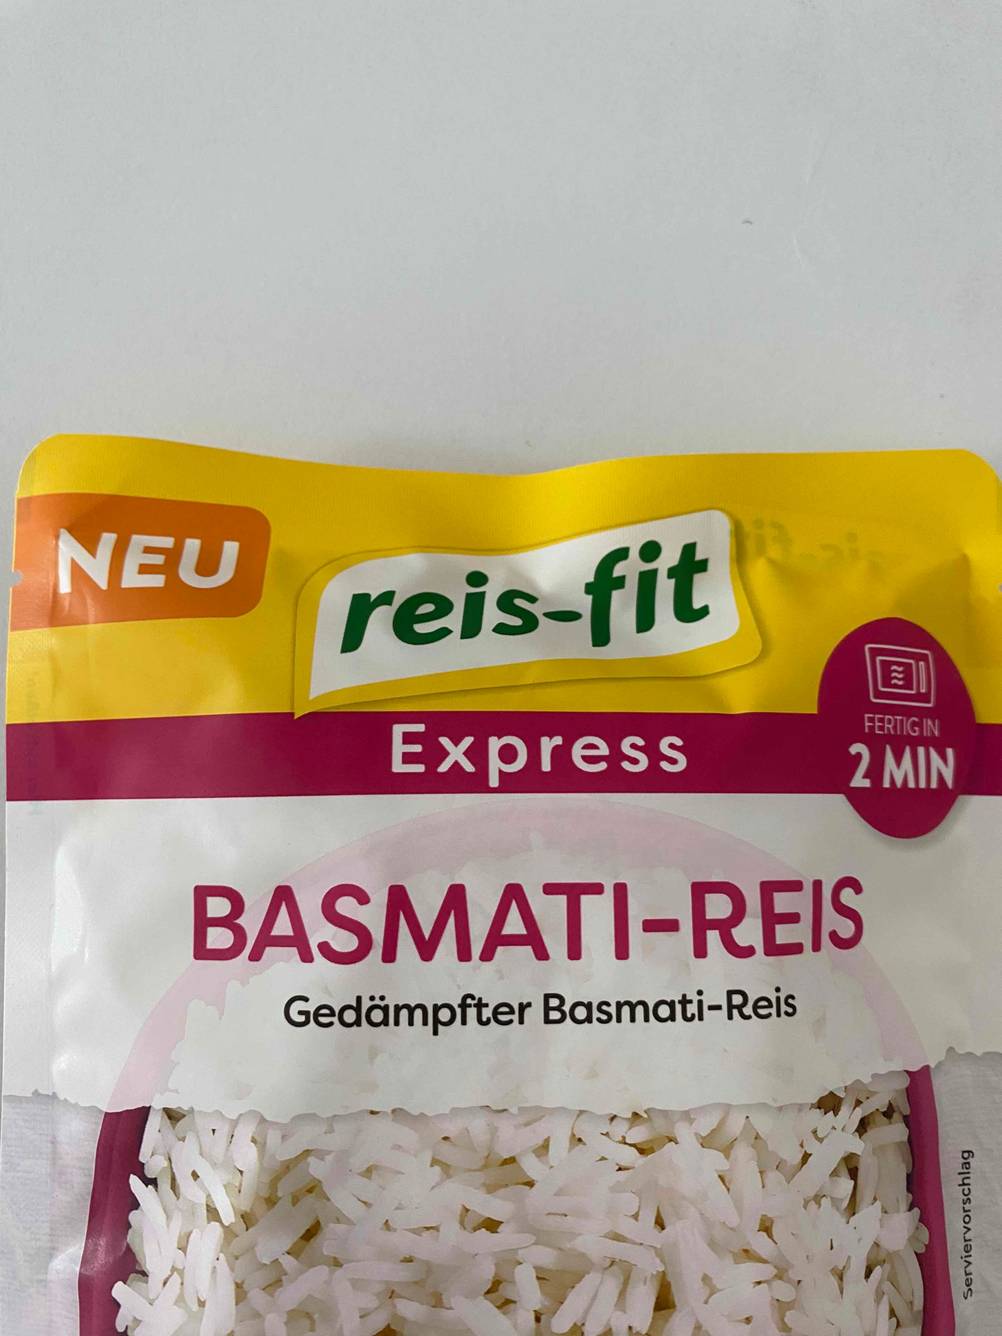 NEU
reis-fit
Express
FERTIG IN
2 MIN
BASMATI-REIS
Gedämpfter Basmati-Reis
Serviervorschlag